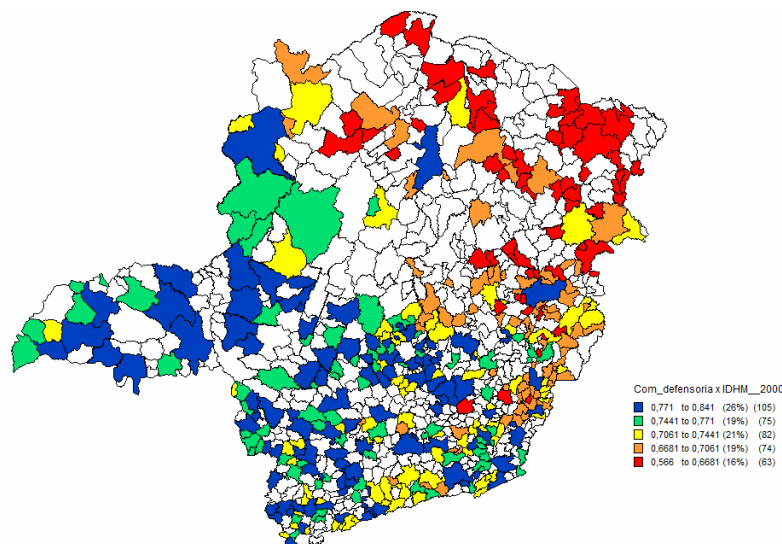 Com_defensoria x IDHM__2000
0,771 to 0,841 (26%) (105)
0,7441 to 0,771 (19%) (75)
0,7061 to 0,7441 (21%) (82)
0,6681 to 0,7061 (19%) (74)
0,566 to 0,6681 (16%) (63)